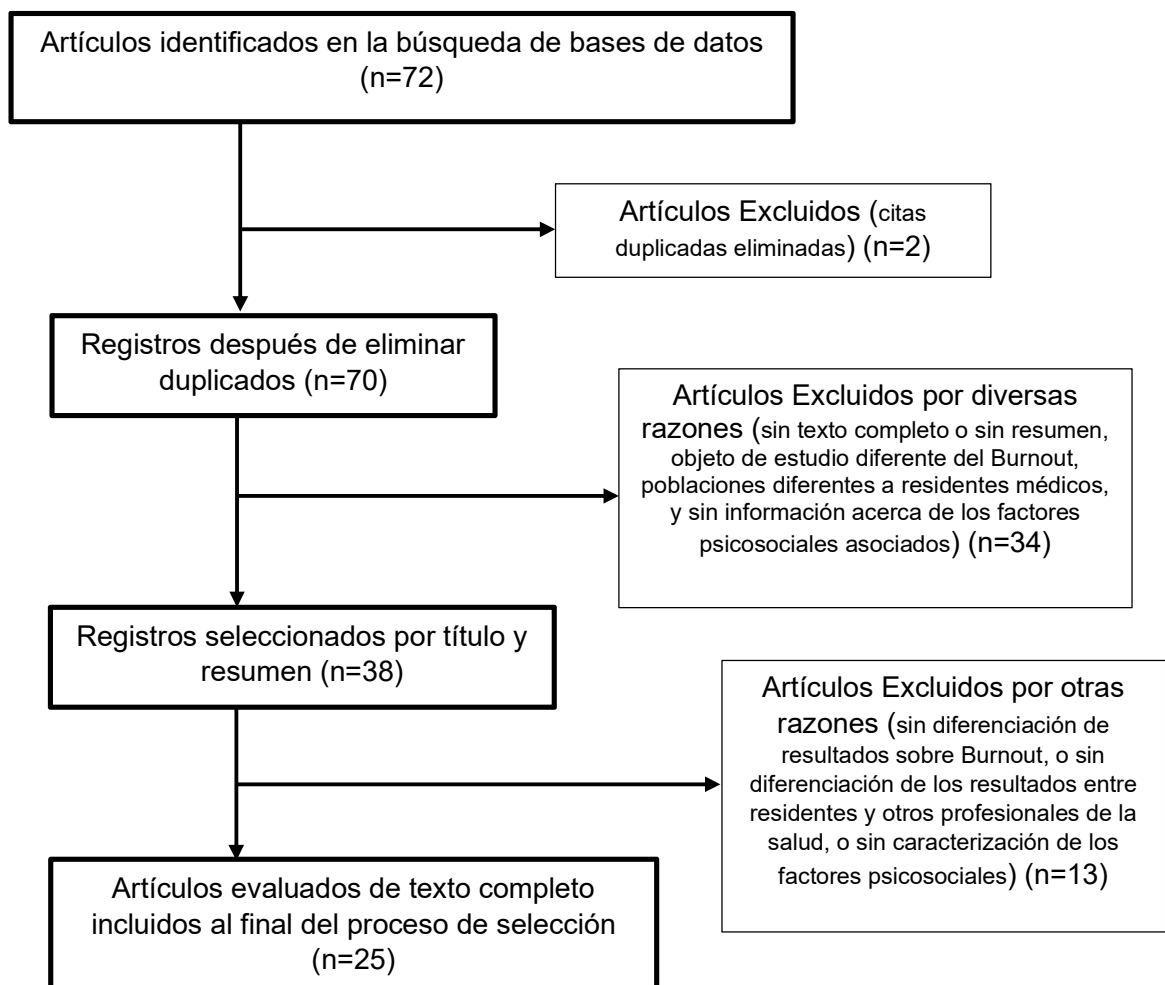 Artículos identificados en la búsqueda de bases de datos
(n=72)
Artículos Excluidos (citas
duplicadas eliminadas) (n=2)
Registros después de eliminar
duplicados (n=70)
Artículos Excluidos por diversas
razones (sin texto completo o sin resumen,
objeto de estudio diferente del Burnout,
poblaciones diferentes a residentes médicos,
y sin información acerca de los factores
psicosociales asociados) (n=34)
Registros seleccionados por título y
resumen (n=38)
Artículos Excluidos por otras
razones (sin diferenciación de
resultados sobre Burnout, o sin
diferenciación de los resultados entre
residentes y otros profesionales de la
salud, o sin caracterización de los
factores psicosociales) (n=13)
Artículos evaluados de texto completo
incluidos al final del proceso de selección
(n=25)